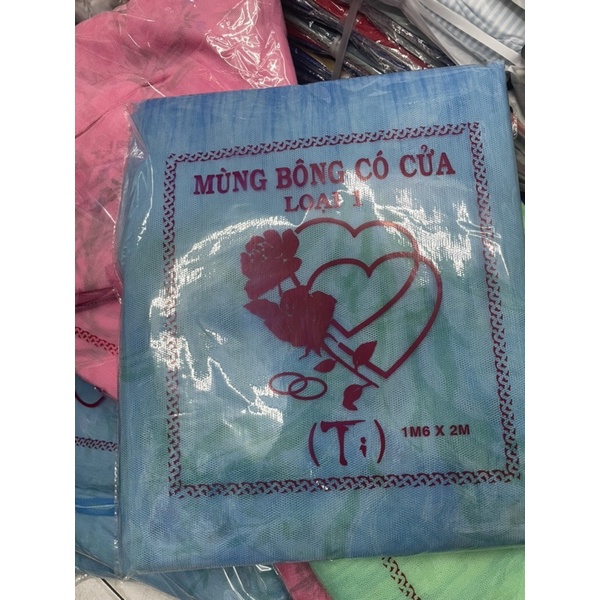 MÙNG BÔNG CÓ CỬA
LOẠI 1
(Ti) 1M6 X 2M